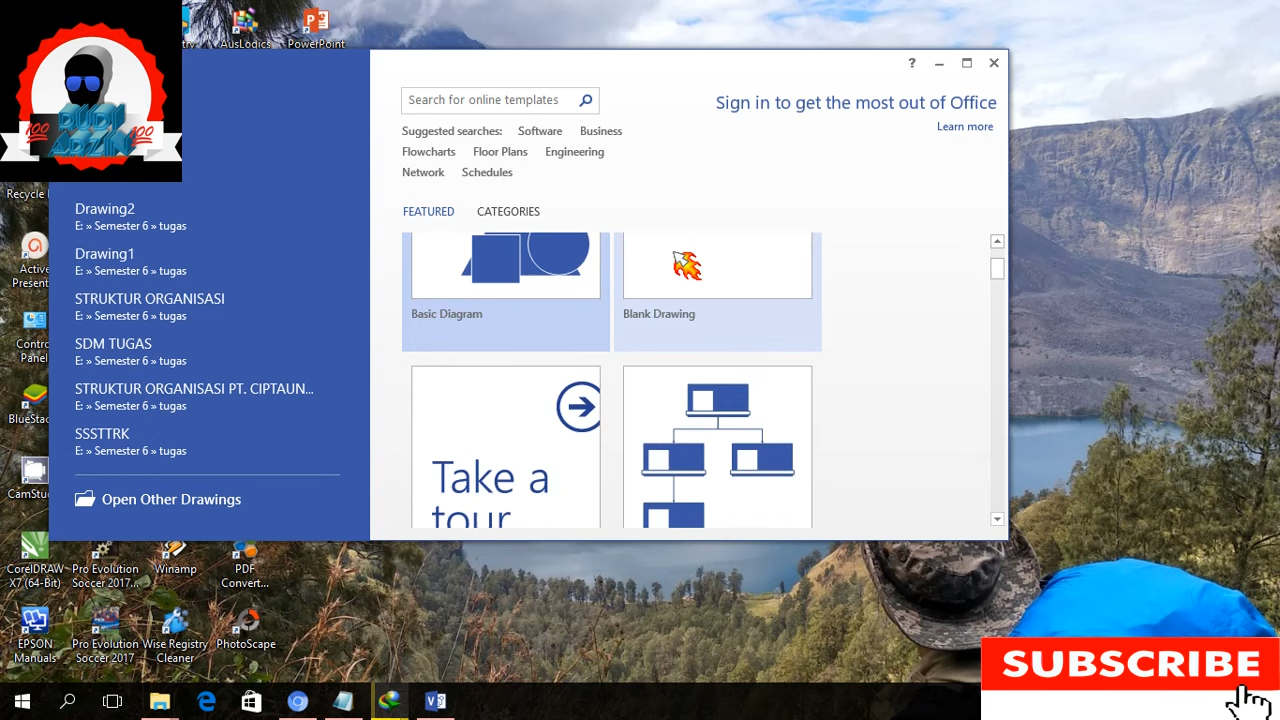 AusLogics
PowerPoint
100 DUDI 100
ADZIN
Recycle
Active
Present
Contro
Panel
BlueStac
CamStu
CorelDRAW
X7 (64-Bit)
Pro Evolution
Soccer 2017...
Winamp
PDF
Convert...
EPSON
Manuals
Pro Evolution
Soccer 2017
Wise Registry
Cleaner
PhotoScape
Drawing2
E: » Semester 6 » tugas
Drawing1
E: » Semester 6 » tugas
STRUKTUR ORGANISASI
E: » Semester 6 » tugas
SDM TUGAS
E: » Semester 6 » tugas
STRUKTUR ORGANISASI PT. CIPTAUN...
E: » Semester 6 » tugas
SSSTTRK
E: » Semester 6 » tugas
Open Other Drawings
?
Search for online templates
Sign in to get the most out of Office
Learn more
Suggested searches: Software Business
Flowcharts Floor Plans Engineering
Network Schedules
FEATURED CATEGORIES
Basic Diagram
Blank Drawing
Take a
tour
SUBSCRIBE